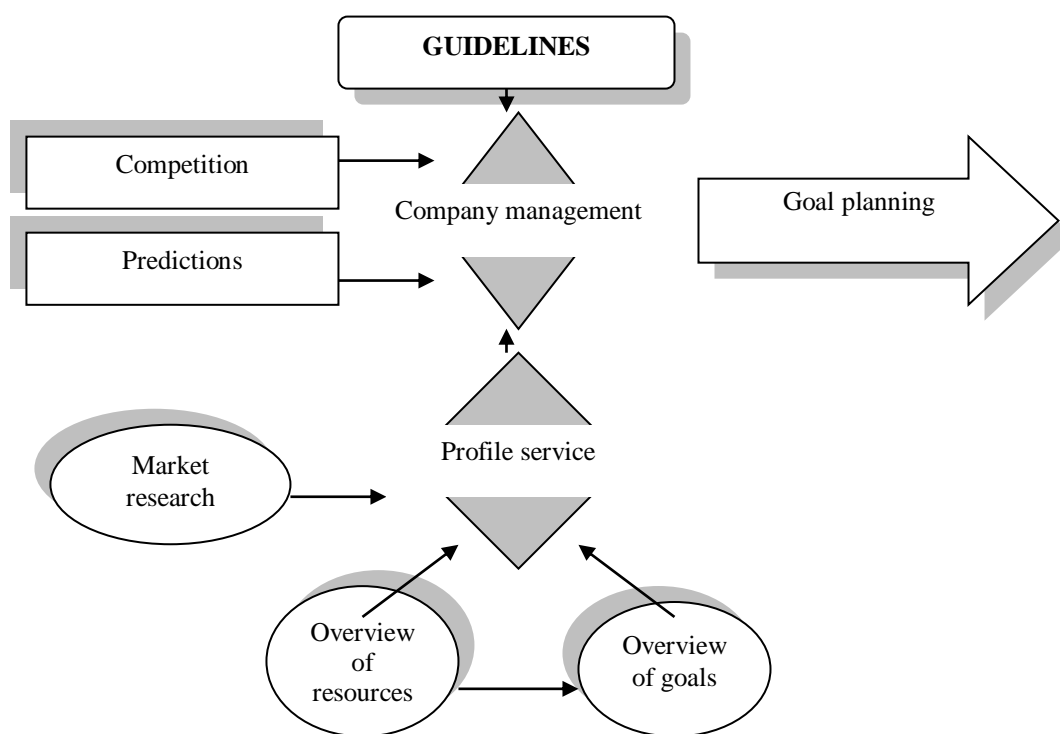 GUIDELINES
Competition
Company management
Goal planning
Predictions
Profile service
Market
research
Overview
of
resources
Overview
of goals